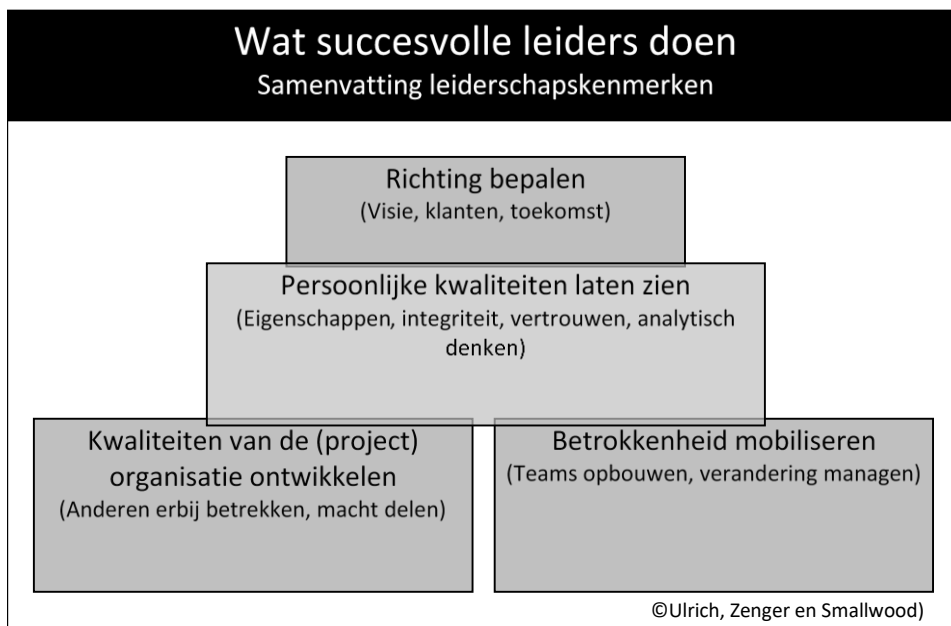 Wat succesvolle leiders doen
Samenvatting leiderschapskenmerken
Richting bepalen
(Visie, klanten, toekomst)
Persoonlijke kwaliteiten laten zien
(Eigenschappen, integriteit, vertrouwen, analytisch
denken)
Kwaliteiten van de (project)
organisatie ontwikkelen
(Anderen erbij betrekken, macht delen)
Betrokkenheid mobiliseren
(Teams opbouwen, verandering managen)
©Ulrich, Zenger en Smallwood)